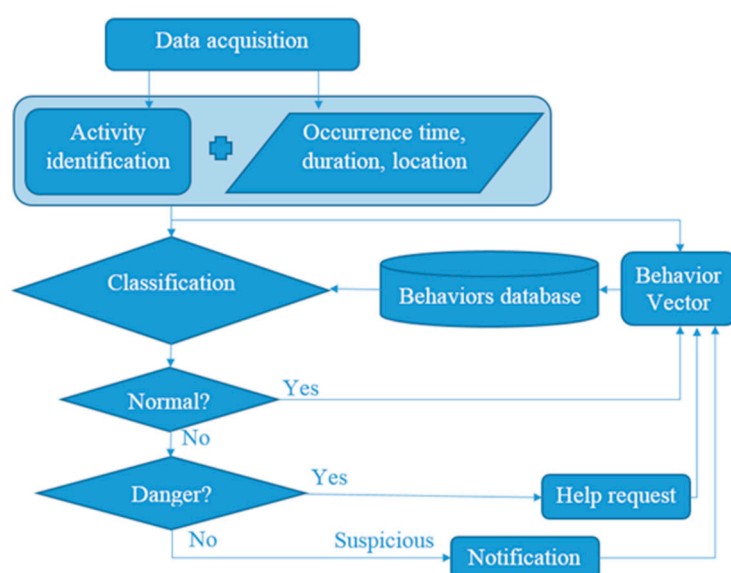 Data acquisition
Activity
identification
Occurrence time,
duration, location
Classification
Behaviors database
Behavior
Vector
Normal?
Yes
No
Danger?
Yes
Help request
No
Suspicious
Notification